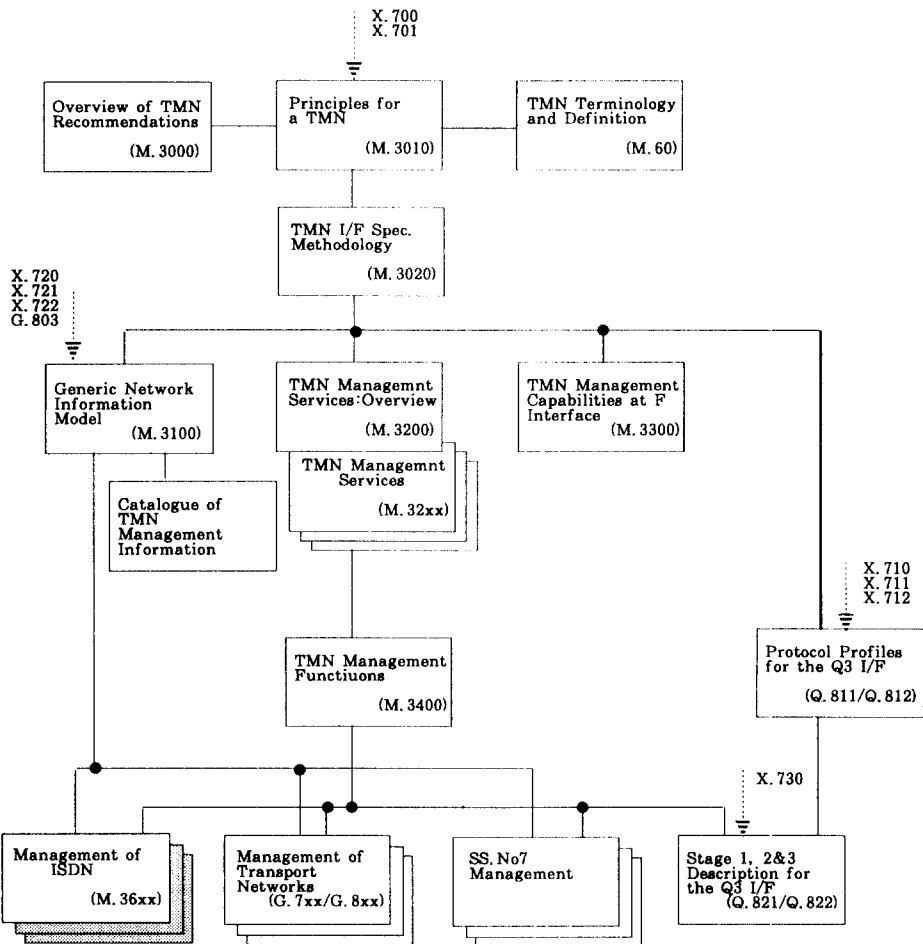 X.700
X.701
Overview of TMN
Recommendations
(M.3000)
Principles for
a TMN
(M.3010)
TMN Terminology
and Definition
(M.60)
TMN I/F Spec.
Methodology
(M.3020)
X.720
X.721
X.722
G.803
Generic Network
Information
Model
(M.3100)
TMN Managemnt
Services:Overview
(M.3200)
TMN Management
Capabilities at F
Interface
(M.3300)
TMN Managemnt
Services
(M.32xx)
Catalogue of
TMN
Management
Information
X.710
X.711
X.712
TMN Management
Functiuons
(M.3400)
Protocol Profiles
for the Q3 I/F
(Q.811/Q.812)
X.730
Management of
ISDN
(M.36xx)
Management of
Transport
Networks
(G.7xx/G.8xx)
SS.No7
Management
Stage 1, 2&3
Description for
the Q3 I/F
(Q.821/Q.822)